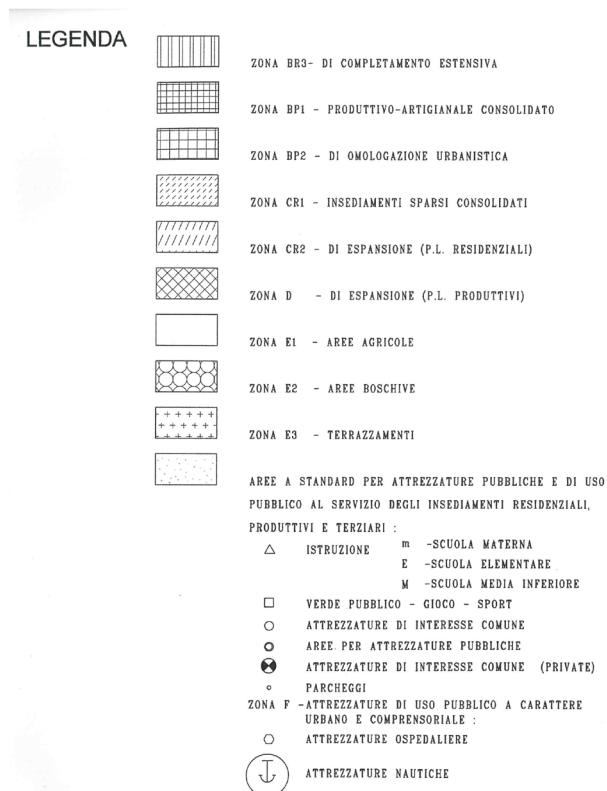 LEGENDA
ZONA BR3- DI COMPLETAMENTO ESTENSIVA
ZONA BP1 - PRODUTTIVO-ARTIGIANALE CONSOLIDATO
ZONA BP2 - DI OMOLOGAZIONE URBANISTICA
ZONA CR1 - INSEDIAMENTI SPARSI CONSOLIDATI
ZONA CR2 - DI ESPANSIONE (P.L. RESIDENZIALI)
ZONA D - DI ESPANSIONE (P.L. PRODUTTIVI)
ZONA E1 - AREE AGRICOLE
ZONA E2 - AREE BOSCHIVE
ZONA E3 - TERRAZZAMENTI
AREE A STANDARD PER ATTREZZATURE PUBBLICHE E DI USO
PUBBLICO AL SERVIZIO DEGLI INSEDIAMENTI RESIDENZIALI,
PRODUTTIVI E TERZIARI :
ISTRUZIONE m -SCUOLA MATERNA
E -SCUOLA ELEMENTARE
M -SCUOLA MEDIA INFERIORE
VERDE PUBBLICO - GIOCO - SPORT
ATTREZZATURE DI INTERESSE COMUNE
AREE PER ATTREZZATURE PUBBLICHE
ATTREZZATURE DI INTERESSE COMUNE (PRIVATE)
PARCHEGGI
ZONA F -ATTREZZATURE DI USO PUBBLICO A CARATTERE
URBANO E COMPRENSORIALE :
ATTREZZATURE OSPEDALIERE
ATTREZZATURE NAUTICHE